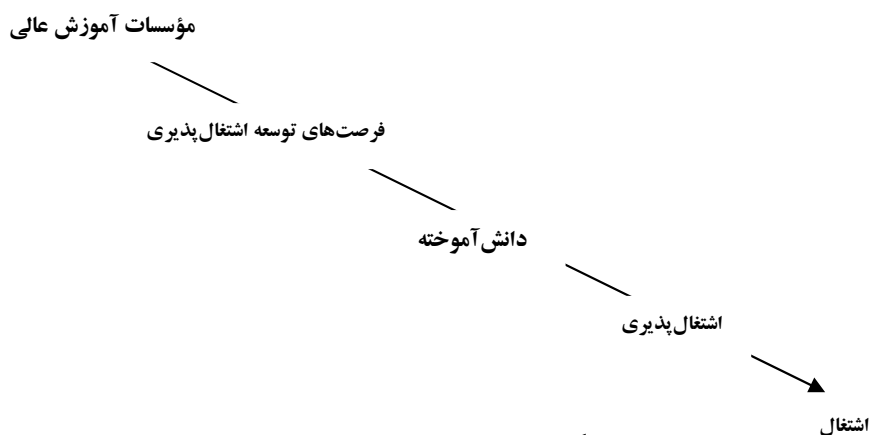 مؤسسات آموزش عالی
فرصت‌های توسعه اشتغال‌پذیری
دانش‌آموخته
اشتغال‌پذیری
اشتغال